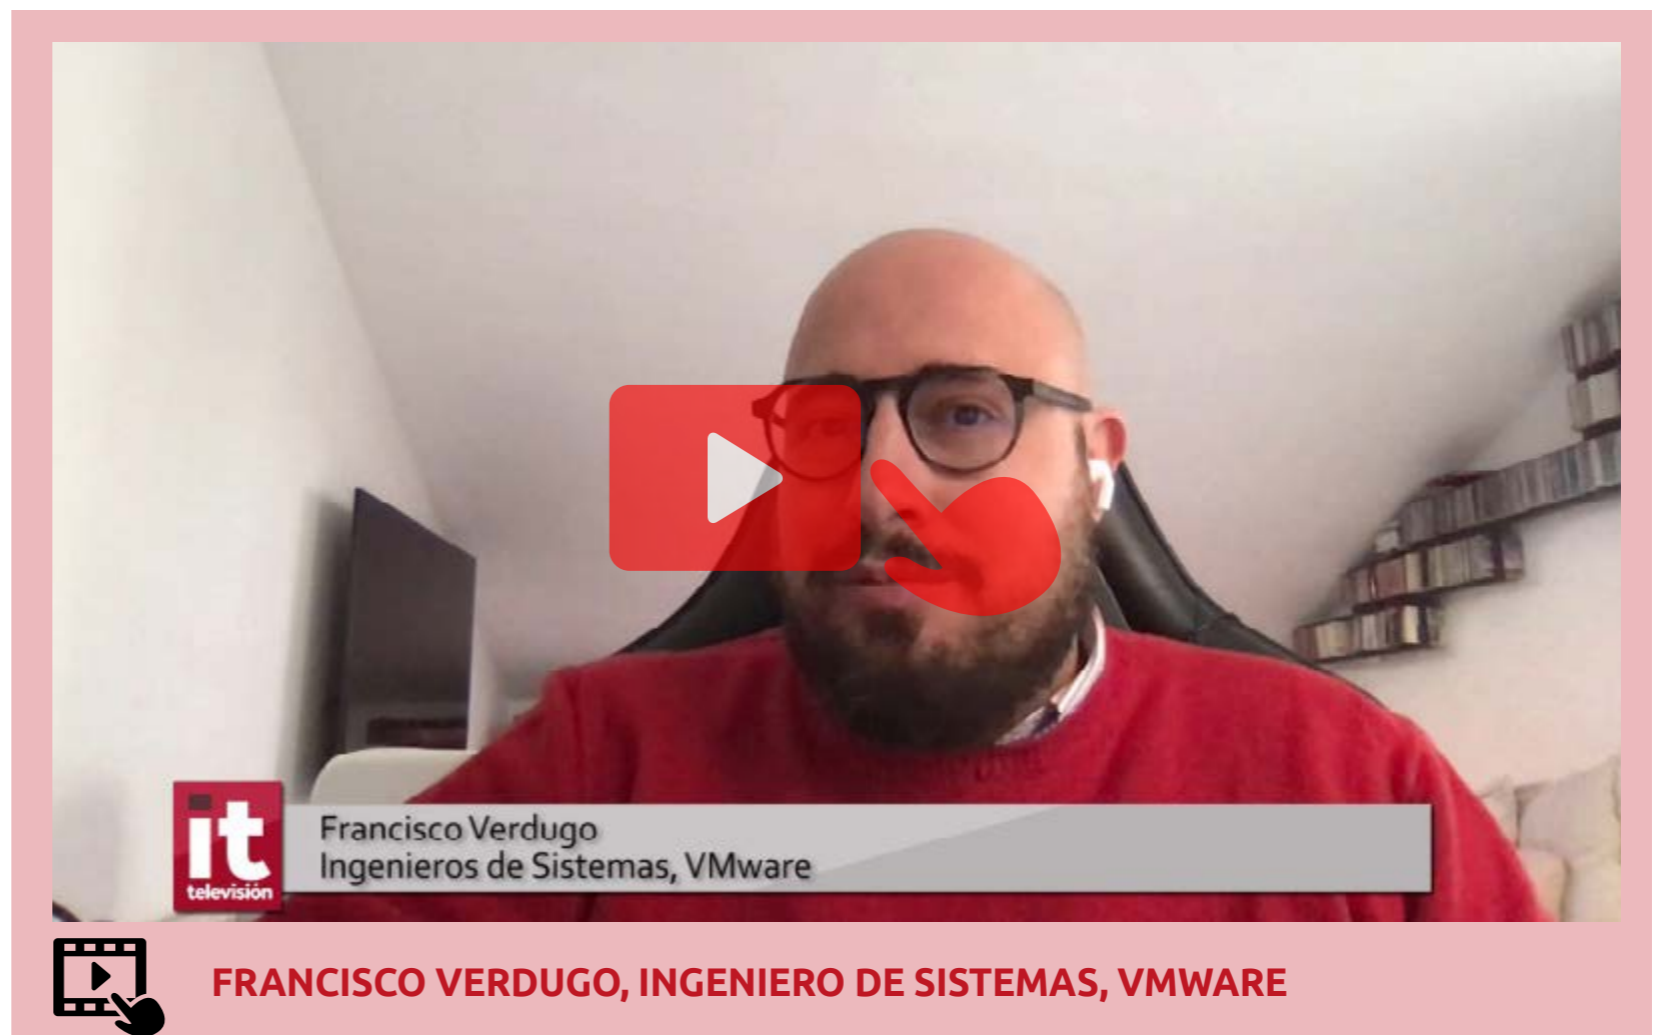 it
televisión
Francisco Verdugo
Ingenieros de Sistemas, VMware
FRANCISCO VERDUGO, INGENIERO DE SISTEMAS, VMWARE